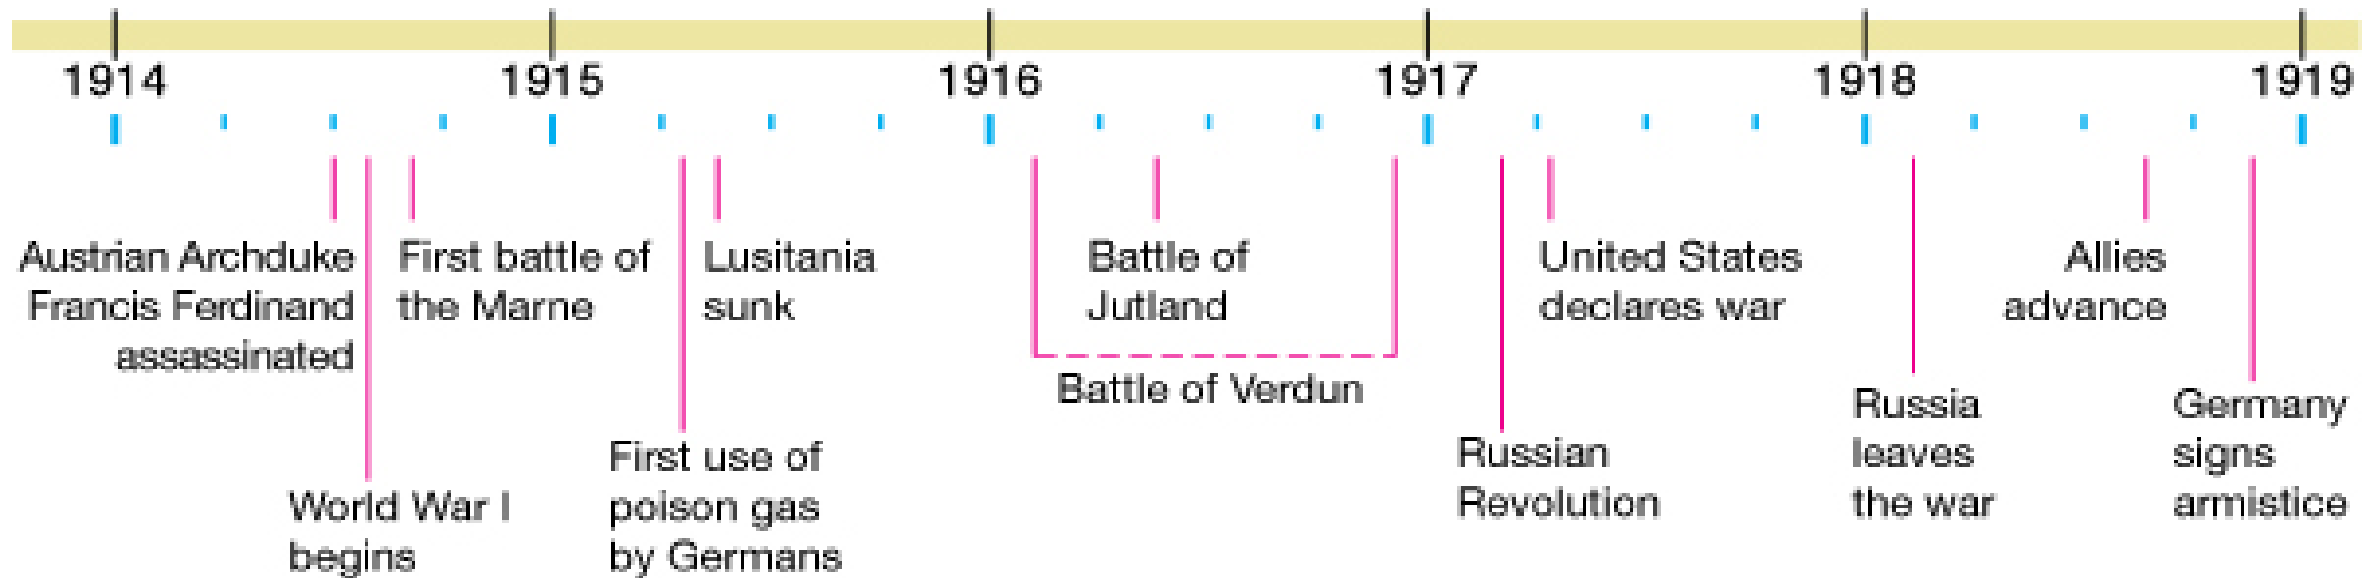 1914
1915
1916
1917
1918
1919
Austrian Archduke
Francis Ferdinand
assassinated
World War I
begins
First battle of
the Marne
First use of
poison gas
by Germans
Lusitania
sunk
Battle of
Jutland
Battle of Verdun
Russian
Revolution
United States
declares war
Russia
leaves
the war
Allies
advance
Germany
signs
armistice